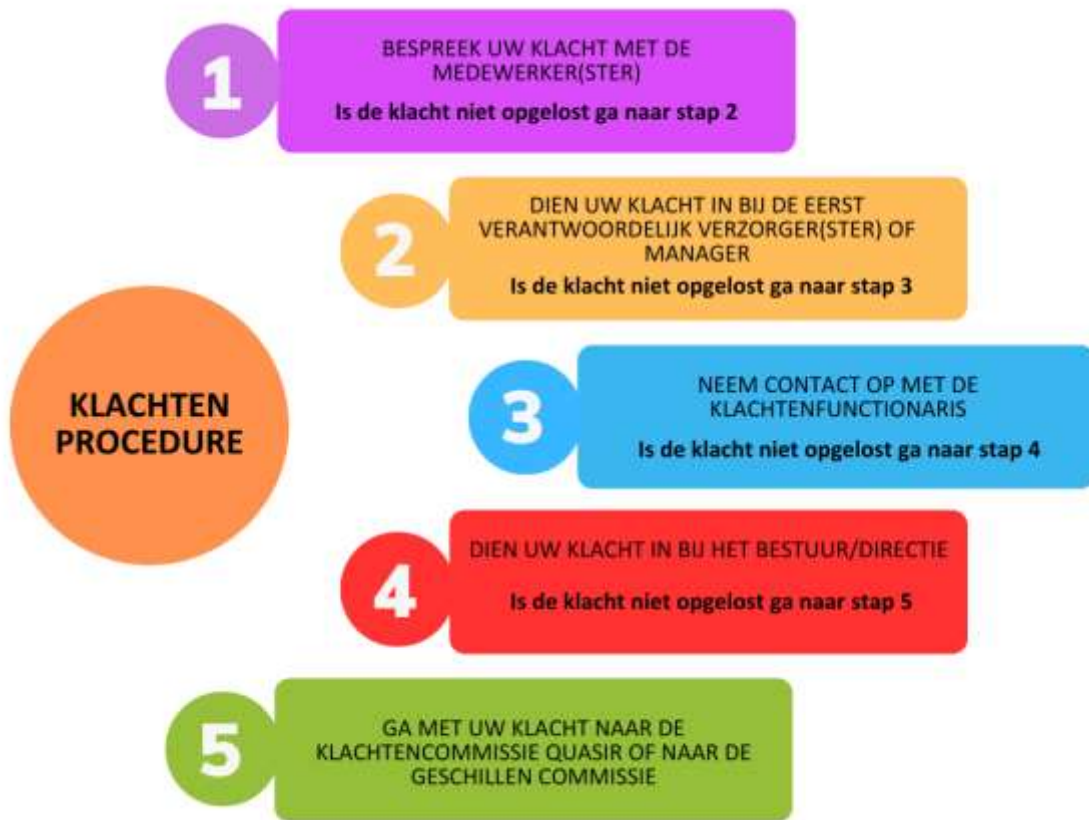 1
BESPREEK UW KLACHT MET DE
MEDEWERKER(STER)
Is de klacht niet opgelost ga naar stap 2
2
DIEN UW KLACHT IN BIJ DE EERST
VERANTWOORDELIJK VERZORGER(STER) OF
MANAGER
Is de klacht niet opgelost ga naar stap 3
KLACHTEN
PROCEDURE
3
NEEM CONTACT OP MET DE
KLACHTENFUNCTIONARIS
Is de klacht niet opgelost ga naar stap 4
4
DIEN UW KLACHT IN BIJ HET BESTUUR/DIRECTIE
Is de klacht niet opgelost ga naar stap 5
5
GA MET UW KLACHT NAAR DE
KLACHTENCOMMISSIE QUASIR OF NAAR DE
GESCHILLEN COMMISSIE